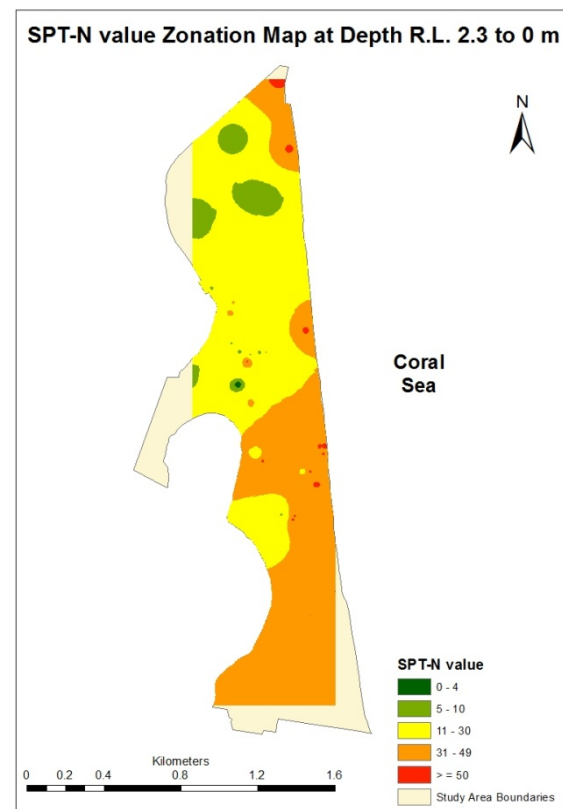 SPT-N value Zonation Map at Depth R.L. 2.3 to 0 m
N
Coral
Sea
SPT-N value
0 - 4
5 - 10
11 - 30
31 - 49
> = 50
Study Area Boundaries
Kilometers
0 0.2 0.4 0.8 1.2 1.6